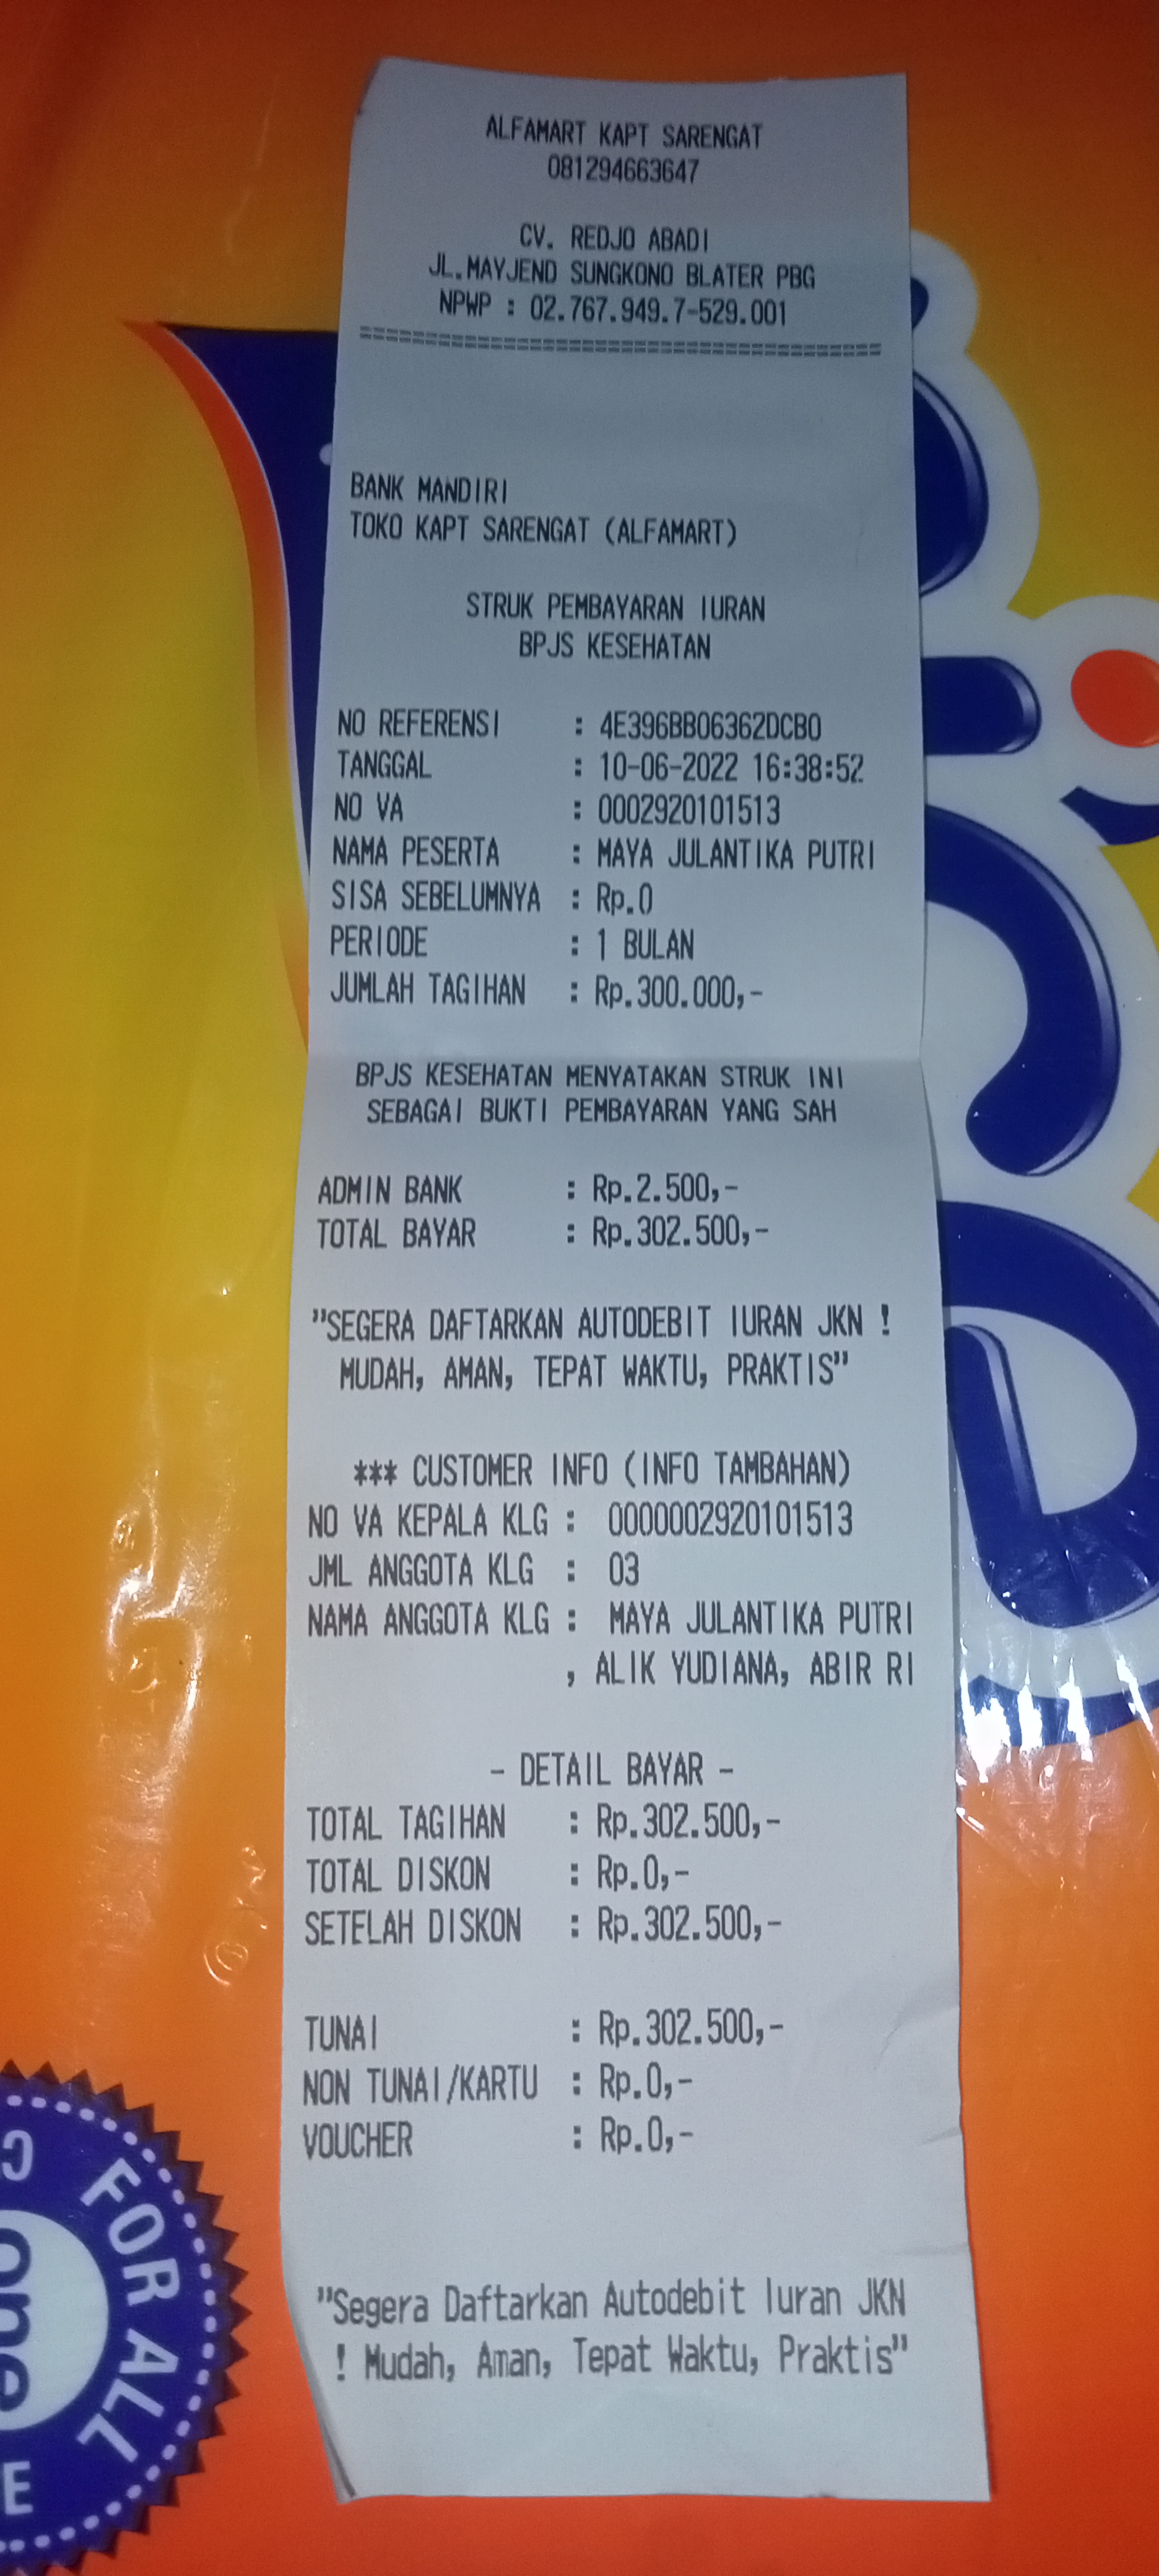 ALFAMART KAPT SARENGAT
081294663647
CV. REDJO ABADI
JL.MAYJEND SUNGKONO BLATER PBG
NPWP : 02.767.949.7-529.001
================================================
BANK MANDIRI
TOKO KAPT SARENGAT (ALFAMART)
STRUK PEMBAYARAN IURAN
BPJS KESEHATAN
NO REFERENSI : 4E396BB06362DCB0
TANGGAL : 10-06-2022 16:38:52
NO VA : 0002920101513
NAMA PESERTA : MAYA JULANTIKA PUTRI
SISA SEBELUMNYA : Rp.0
PERIODE : 1 BULAN
JUMLAH TAGIHAN : Rp.300.000,-
BPJS KESEHATAN MENYATAKAN STRUK INI
SEBAGAI BUKTI PEMBAYARAN YANG SAH
ADMIN BANK : Rp.2.500,-
TOTAL BAYAR : Rp.302.500,-
"SEGERA DAFTARKAN AUTODEBIT IURAN JKN !
MUDAH, AMAN, TEPAT WAKTU, PRAKTIS"
*** CUSTOMER INFO (INFO TAMBAHAN)
NO VA KEPALA KLG : 0000002920101513
JML ANGGOTA KLG : 03
NAMA ANGGOTA KLG : MAYA JULANTIKA PUTRI
, ALIK YUDIANA, ABIR RI
- DETAIL BAYAR -
TOTAL TAGIHAN : Rp.302.500,-
TOTAL DISKON : Rp.0,-
SETELAH DISKON : Rp.302.500,-
TUNAI : Rp.302.500,-
NON TUNAI/KARTU : Rp.0,-
VOUCHER : Rp.0,-
"Segera Daftarkan Autodebit Iuran JKN
! Mudah, Aman, Tepat Waktu, Praktis"
FOR ALL
one